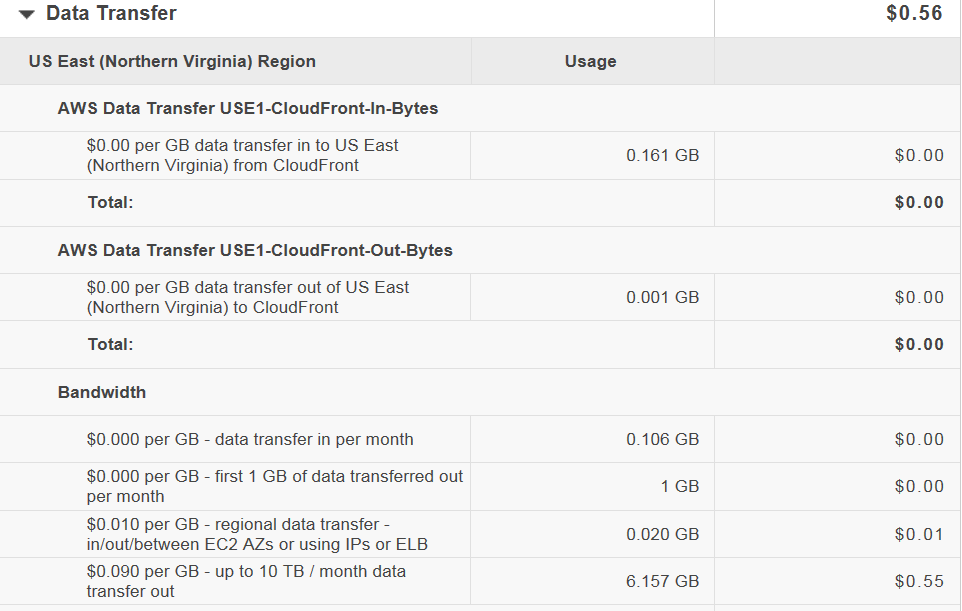 Data Transfer $0.56
US East (Northern Virginia) Region Usage
AWS Data Transfer USE1-CloudFront-In-Bytes
$0.00 per GB data transfer in to US East
(Northern Virginia) from CloudFront 0.161 GB $0.00
Total: $0.00
AWS Data Transfer USE1-CloudFront-Out-Bytes
$0.00 per GB data transfer out of US East
(Northern Virginia) to CloudFront 0.001 GB $0.00
Total: $0.00
Bandwidth
$0.000 per GB - data transfer in per month 0.106 GB $0.00
$0.000 per GB - first 1 GB of data transferred out
per month 1 GB $0.00
$0.010 per GB - regional data transfer -
in/out/between EC2 AZs or using IPs or ELB 0.020 GB $0.01
$0.090 per GB - up to 10 TB / month data
transfer out 6.157 GB $0.55